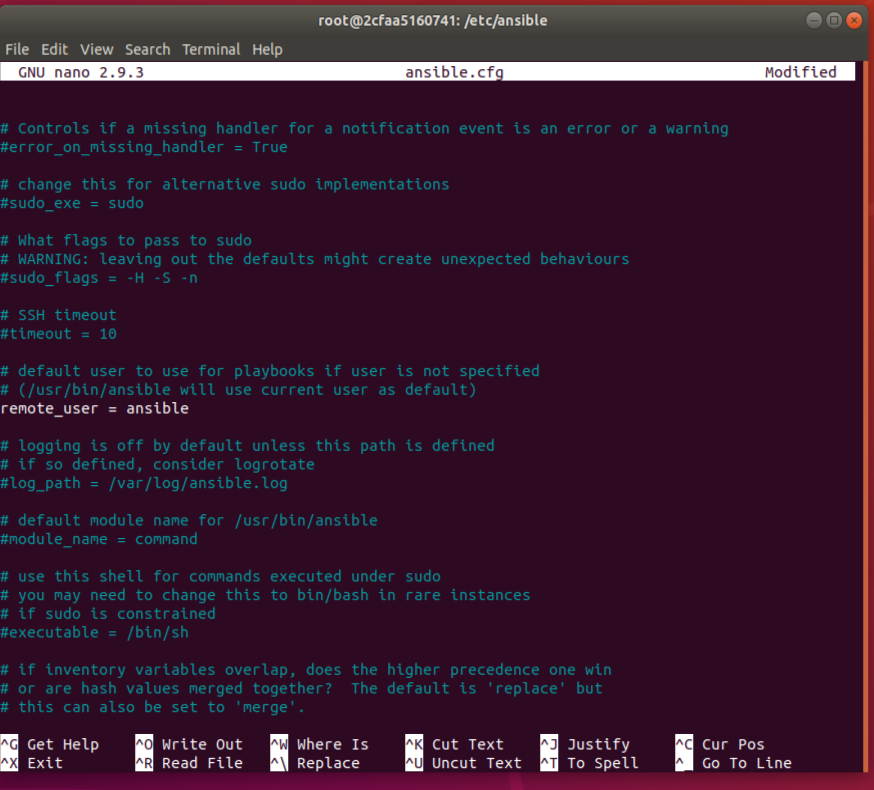 root@2cfaa5160741: /etc/ansible
File Edit View Search Terminal Help
GNU nano 2.9.3 ansible.cfg Modified
# Controls if a missing handler for a notification event is an error or a warning
#error_on_missing_handler = True
# change this for alternative sudo implementations
#sudo_exe = sudo
# What flags to pass to sudo
# WARNING: leaving out the defaults might create unexpected behaviours
#sudo_flags = -H -S -n
# SSH timeout
#timeout = 10
# default user to use for playbooks if user is not specified
# (/usr/bin/ansible will use current user as default)
remote_user = ansible
# logging is off by default unless this path is defined
# if so defined, consider logrotate
#log_path = /var/log/ansible.log
# default module name for /usr/bin/ansible
#module_name = command
# use this shell for commands executed under sudo
# you may need to change this to bin/bash in rare instances
# if sudo is constrained
#executable = /bin/sh
# if inventory variables overlap, does the higher precedence one win
# or are hash values merged together?  The default is 'replace' but
# this can also be set to 'merge'.
^G Get Help ^O Write Out ^W Where Is ^K Cut Text ^J Justify ^C Cur Pos
^X Exit ^R Read File ^\ Replace ^U Uncut Text ^T To Spell ^_ Go To Line